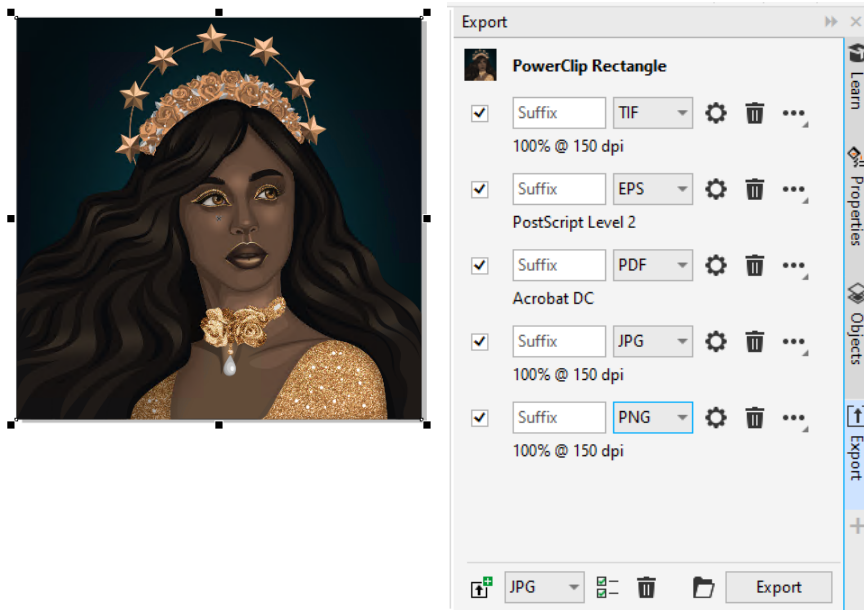 Export
PowerClip Rectangle
Suffix TIF
100% @ 150 dpi
Suffix EPS
PostScript Level 2
Suffix PDF
Acrobat DC
Suffix JPG
100% @ 150 dpi
Suffix PNG
100% @ 150 dpi
JPG Export
Learn
Properties
Objects
Export